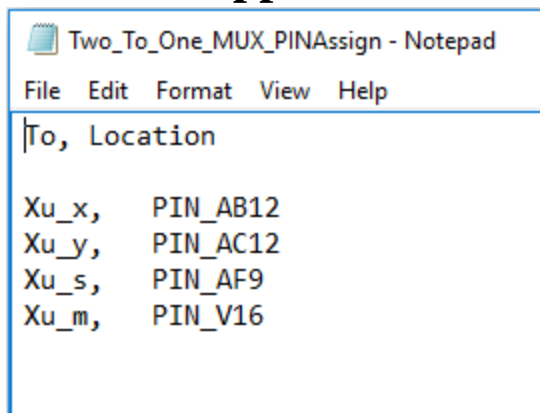 Two_To_One_MUX_PINAssign - Notepad
File Edit Format View Help
To, Location
Xu_x, PIN_AB12
Xu_y, PIN_AC12
Xu_s, PIN_AF9
Xu_m, PIN_V16